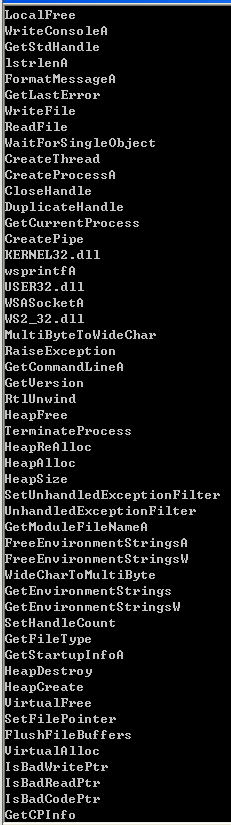 LocalFree
WriteConsoleA
GetStdHandle
lstrlenA
FormatMessageA
GetLastError
WriteFile
ReadFile
WaitForSingleObject
CreateThread
CreateProcessA
CloseHandle
DuplicateHandle
GetCurrentProcess
CreatePipe
KERNEL32.dll
wsprintfA
USER32.dll
WSASocketA
WS2_32.dll
MultiByteToWideChar
RaiseException
GetCommandLineA
GetVersion
RtlUnwind
HeapFree
TerminateProcess
HeapReAlloc
HeapAlloc
HeapSize
SetUnhandledExceptionFilter
UnhandledExceptionFilter
GetModuleFileNameA
FreeEnvironmentStringsA
FreeEnvironmentStringsW
WideCharToMultiByte
GetEnvironmentStrings
GetEnvironmentStringsW
SetHandleCount
GetFileType
GetStartupInfoA
HeapDestroy
HeapCreate
VirtualFree
SetFilePointer
FlushFileBuffers
VirtualAlloc
IsBadWritePtr
IsBadReadPtr
IsBadCodePtr
GetCPInfo